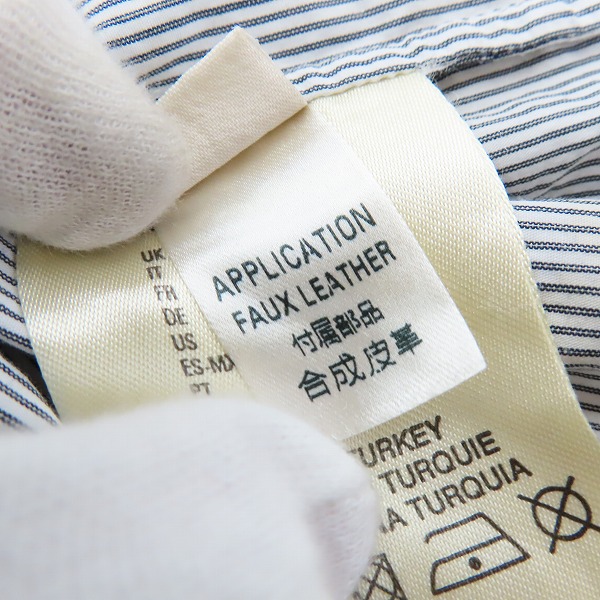 UK
IT
FR
DE
US
ES-MX
PT
APPLICATION
FAUX LEATHER
付属部品
合成皮革
TURKEY
TURQUIE
TURQUIA